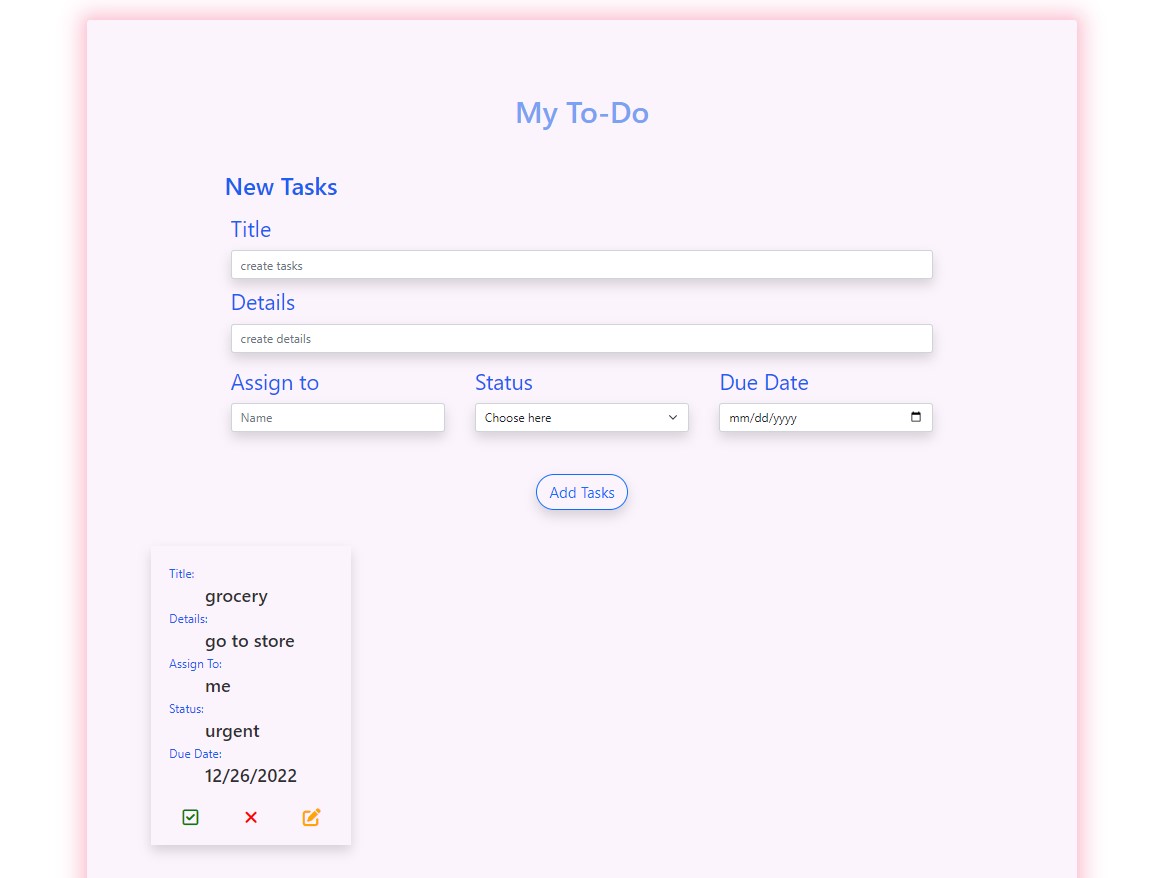 My To-Do
New Tasks
Title
create tasks
Details
create details
Assign to Status Due Date
Name Choose here mm/dd/yyyy
Add Tasks
Title:
grocery
Details:
go to store
Assign To:
me
Status:
urgent
Due Date:
12/26/2022